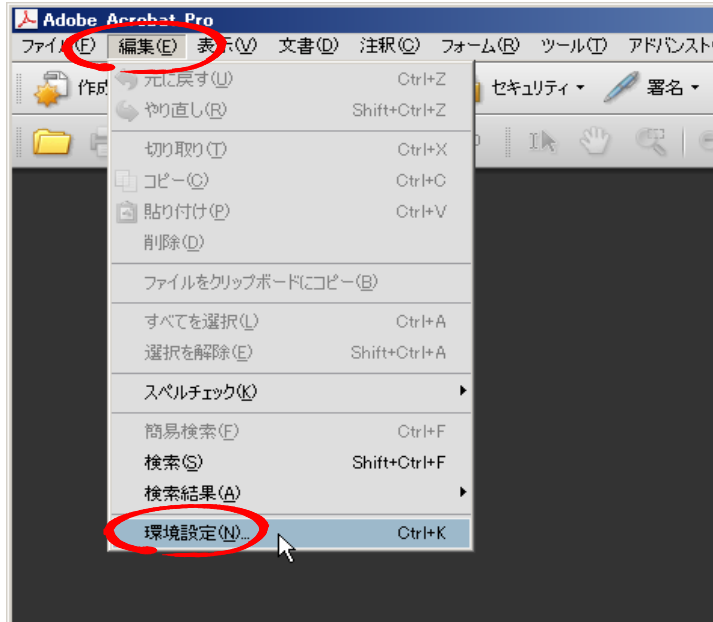 Adobe Acrobat Pro
ファイル(F) 編集(E) 表示(V) 文書(D) 注釈(C) フォーム(R) ツール(T) アドバンスト
作成 セキュリティ 署名
元に戻す(U) Ctrl+Z
やり直し(R) Shift+Ctrl+Z
切り取り(T) Ctrl+X
コピー(C) Ctrl+C
貼り付け(P) Ctrl+V
削除(D)
ファイルをクリップボードにコピー(B)
すべてを選択(L) Ctrl+A
選択を解除(E) Shift+Ctrl+A
スペルチェック(K)
簡易検索(F) Ctrl+F
検索(S) Shift+Ctrl+F
検索結果(A)
環境設定(N)... Ctrl+K